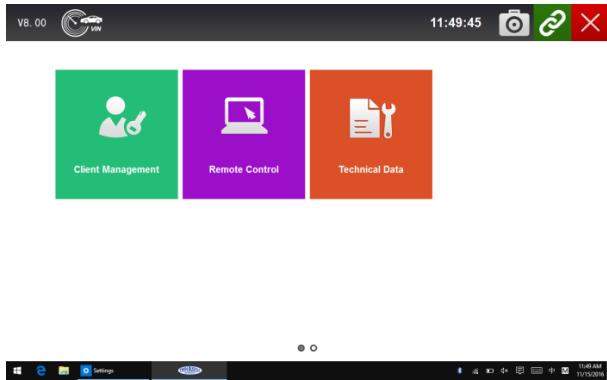 V8.00
VIN
11:49:45
Client Management
Remote Control
Technical Data
Settings
中
M
11:49 AM
11/15/2016